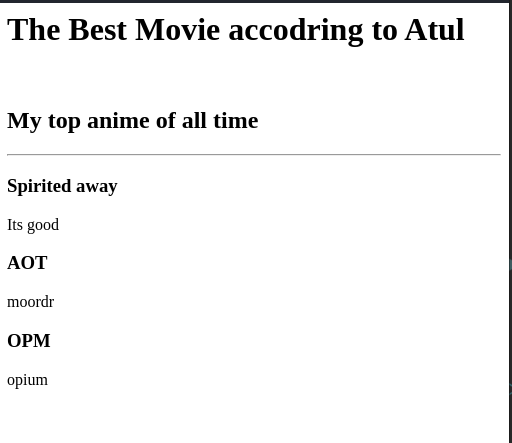 The Best Movie accodring to Atul
My top anime of all time
Spirited away
Its good
AOT
moordr
OPM
opium